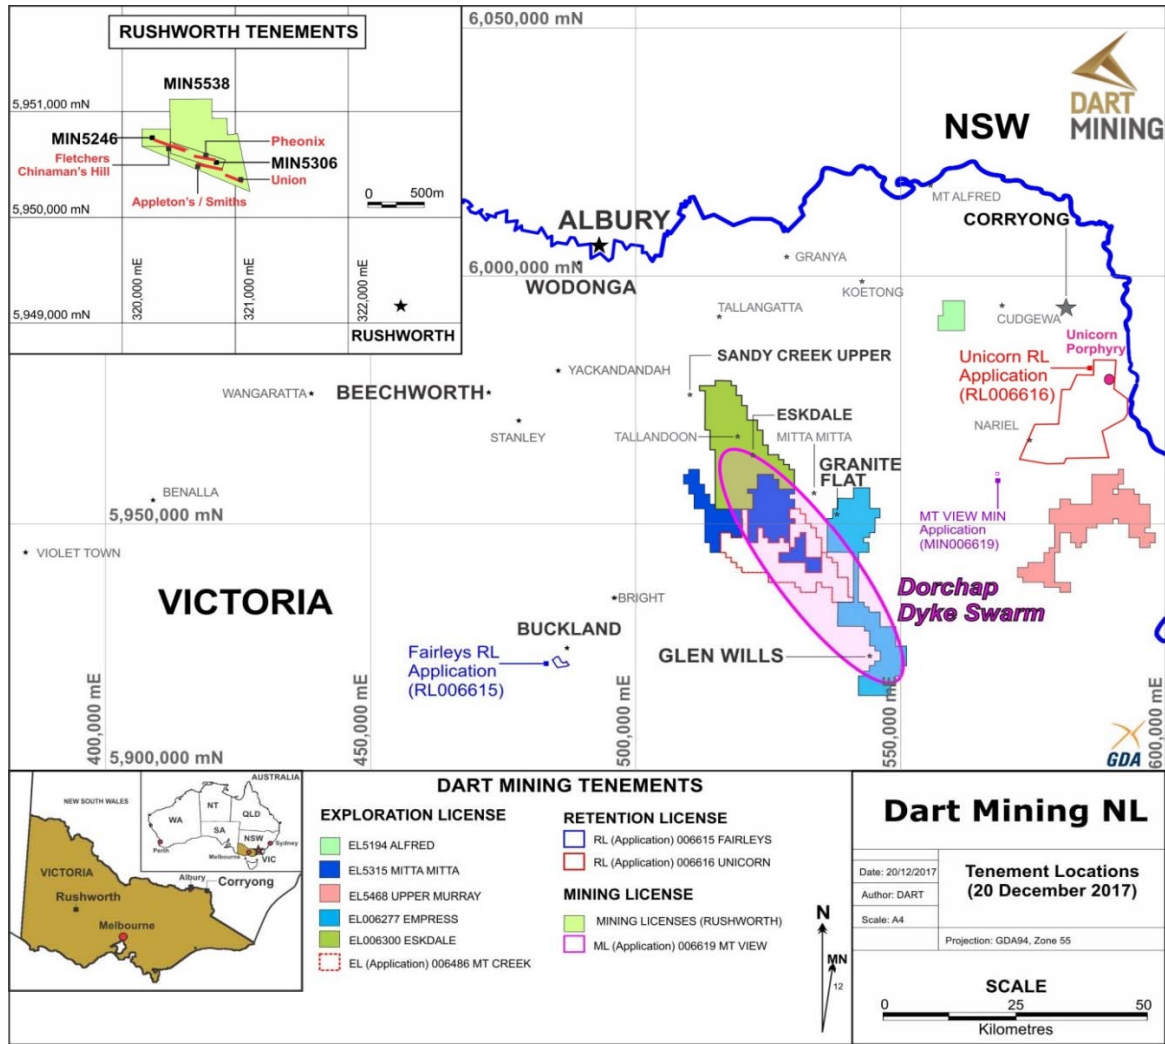 RUSHWORTH TENEMENTS
MIN5538
5,951,000 mN
MIN5246
Pheonix
Fletchers
Chinaman's Hill
MIN5306
Union
Appleton's / Smiths
0 500m
5,950,000 mN
5,949,000 mN
320,000 mE
321,000 mE
322,000 mE
RUSHWORTH
6,050,000 mN
DART
MINING
NSW
MT ALFRED
CORRYONG
ALBURY
GRANYA
6,000,000 mN
WODONGA
KOETONG
TALLANGATTA
CUDGEWA
Unicorn
Porphyry
SANDY CREEK UPPER
Unicorn RL
Application
(RL006616)
YACKANDANDAH
WANGARATTA
BEECHWORTH
ESKDALE
STANLEY
TALLANDOON
MITTA MITTA
NARIEL
GRANITE
FLAT
BENALLA
5,950,000 mN
MT VIEW MIN
Application
(MIN006619)
VIOLET TOWN
VICTORIA
BRIGHT
Dorchap
Dyke Swarm
BUCKLAND
Fairleys RL
Application
(RL006615)
GLEN WILLS
400,000 mE
450,000 mE
500,000 mE
550,000 mE
600,000 mE
5,900,000 mN
GDA
NEW SOUTH WALES
AUSTRALIA
NT
QLD
WA
SA
NSW
Perth
Sydney
Melbourne
VIC
VICTORIA
Albury
Corryong
Rushworth
Melbourne
DART MINING TENEMENTS
EXPLORATION LICENSE
EL5194 ALFRED
EL5315 MITTA MITTA
EL5468 UPPER MURRAY
EL006277 EMPRESS
EL006300 ESKDALE
EL (Application) 006486 MT CREEK
RETENTION LICENSE
RL (Application) 006615 FAIRLEYS
RL (Application) 006616 UNICORN
MINING LICENSE
MINING LICENSES (RUSHWORTH)
ML (Application) 006619 MT VIEW
N
MN
12
Dart Mining NL
Date: 20/12/2017
Author: DART
Scale: A4
Tenement Locations
(20 December 2017)
Projection: GDA94, Zone 55
SCALE
0 25 50
Kilometres